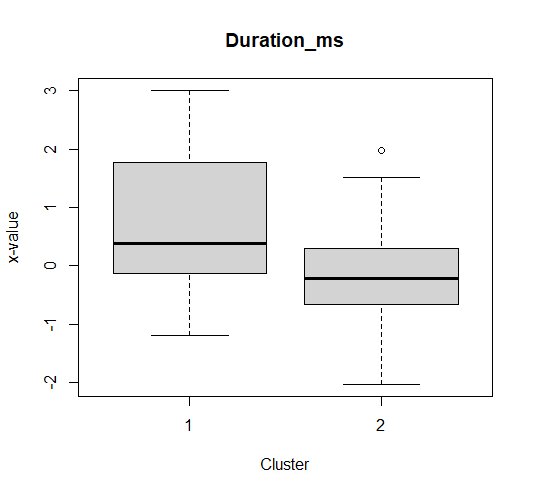 Duration_ms
x-value
3
2
1
0
-1
-2
1
2
Cluster